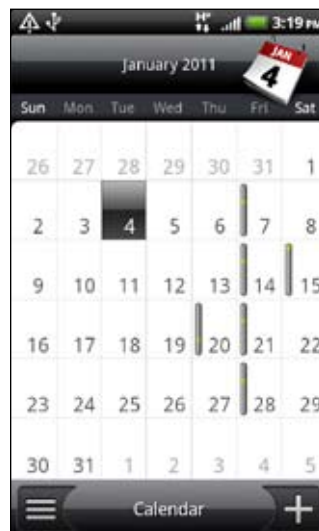 H 3:19 PM
January 2011
JAN
4
Sun Mon Tue Wed Thu Fri Sat
26 27 28 29 30 31 1
2 3 4 5 6 7 8
9 10 11 12 13 14 15
16 17 18 19 20 21 22
23 24 25 26 27 28 29
30 31 1 2 3 4 5
Calendar